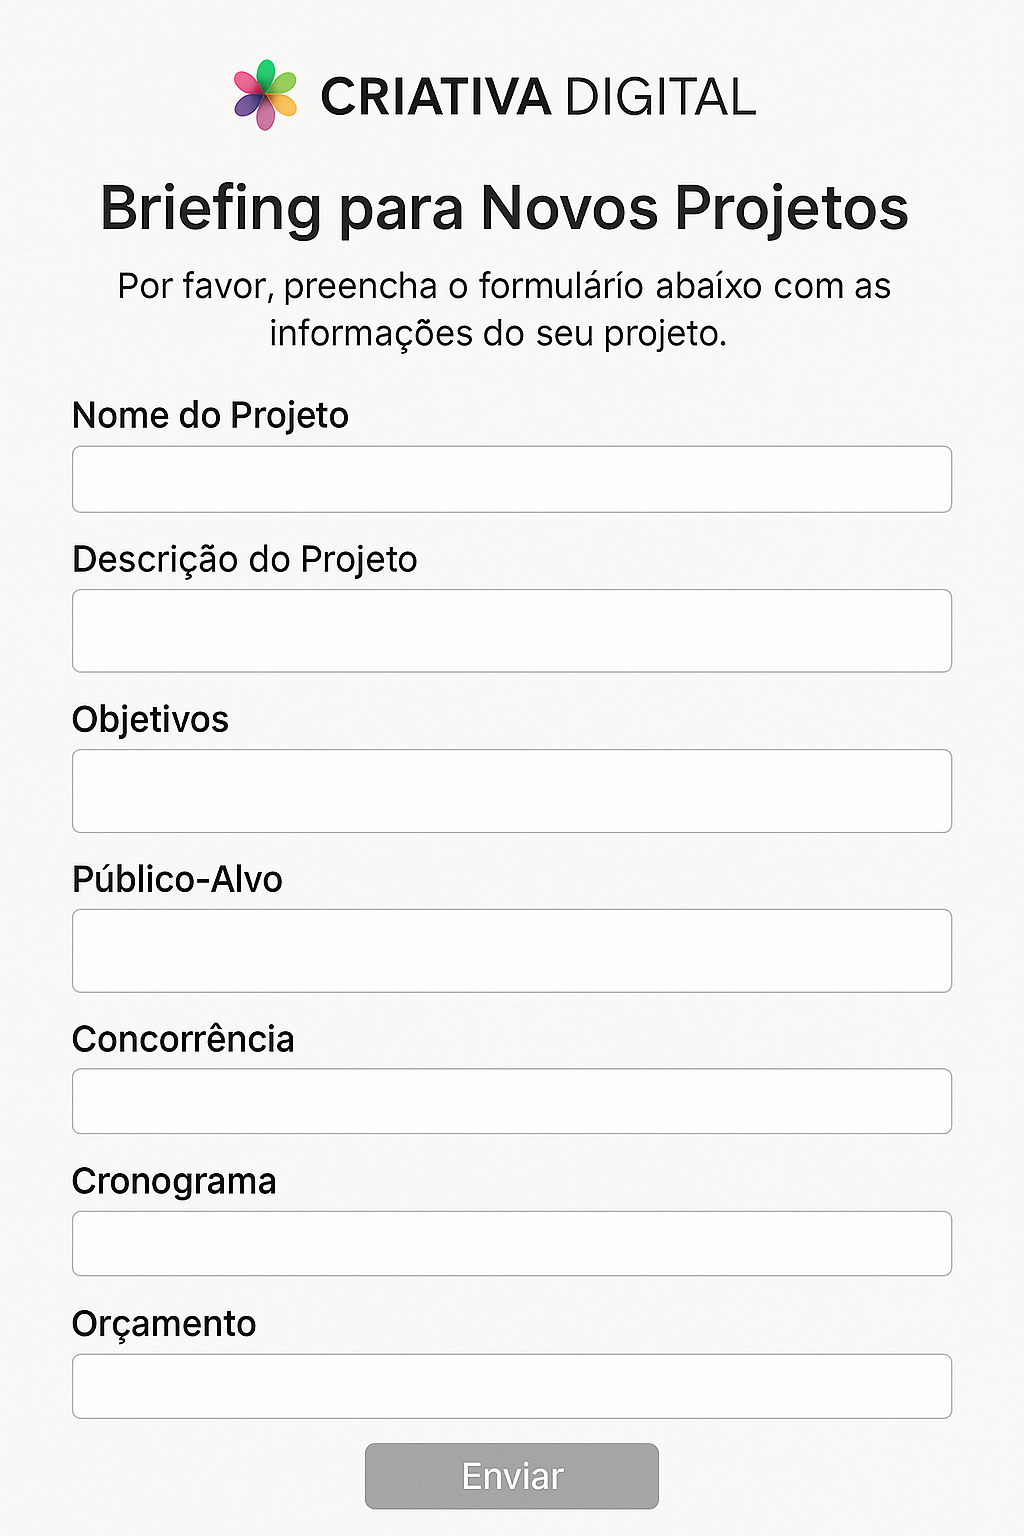 CRIATIVA DIGITAL
Briefing para Novos Projetos
Por favor, preencha o formulárío abaíxo com as
informações do seu projeto.
Nome do Projeto
Descrição do Projeto
Objetivos
Público-Alvo
Concorrência
Cronograma
Orçamento
Enviar